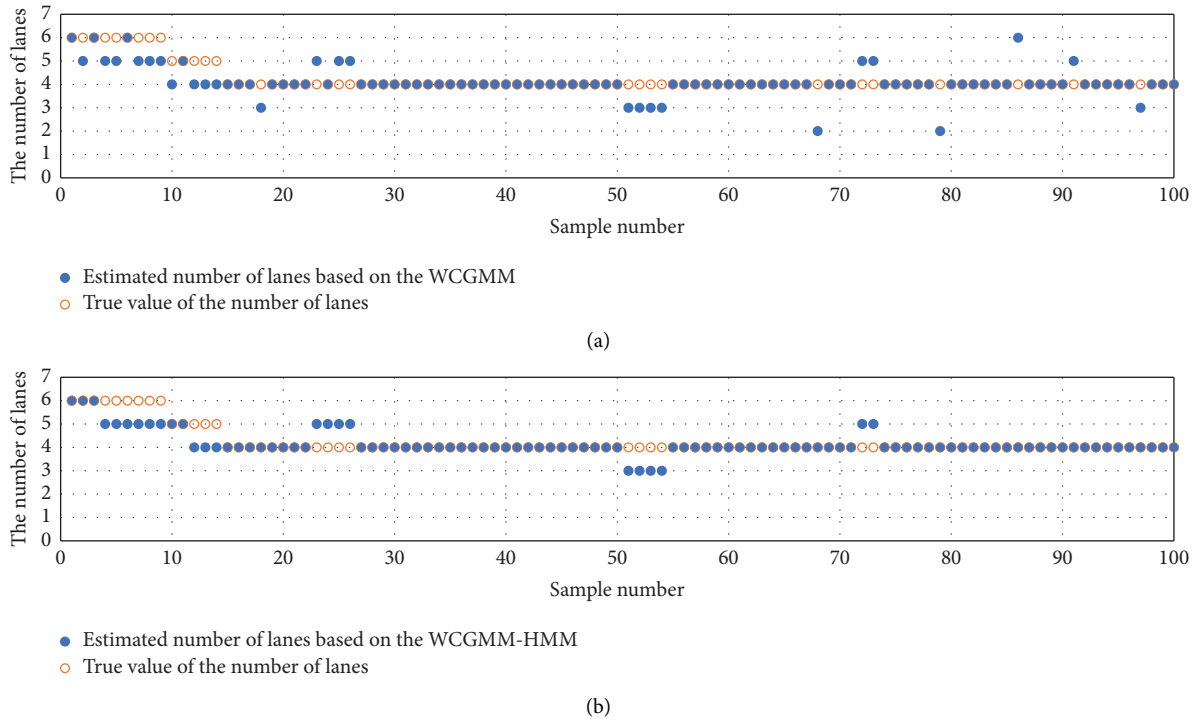 7
6
5
4
3
2
1
0
The number of lanes
0 10 20 30 40 50 60 70 80 90 100
Sample number
Estimated number of lanes based on the WCGMM
True value of the number of lanes
(a)
7
6
5
4
3
2
1
0
The number of lanes
0 10 20 30 40 50 60 70 80 90 100
Sample number
Estimated number of lanes based on the WCGMM-HMM
True value of the number of lanes
(b)